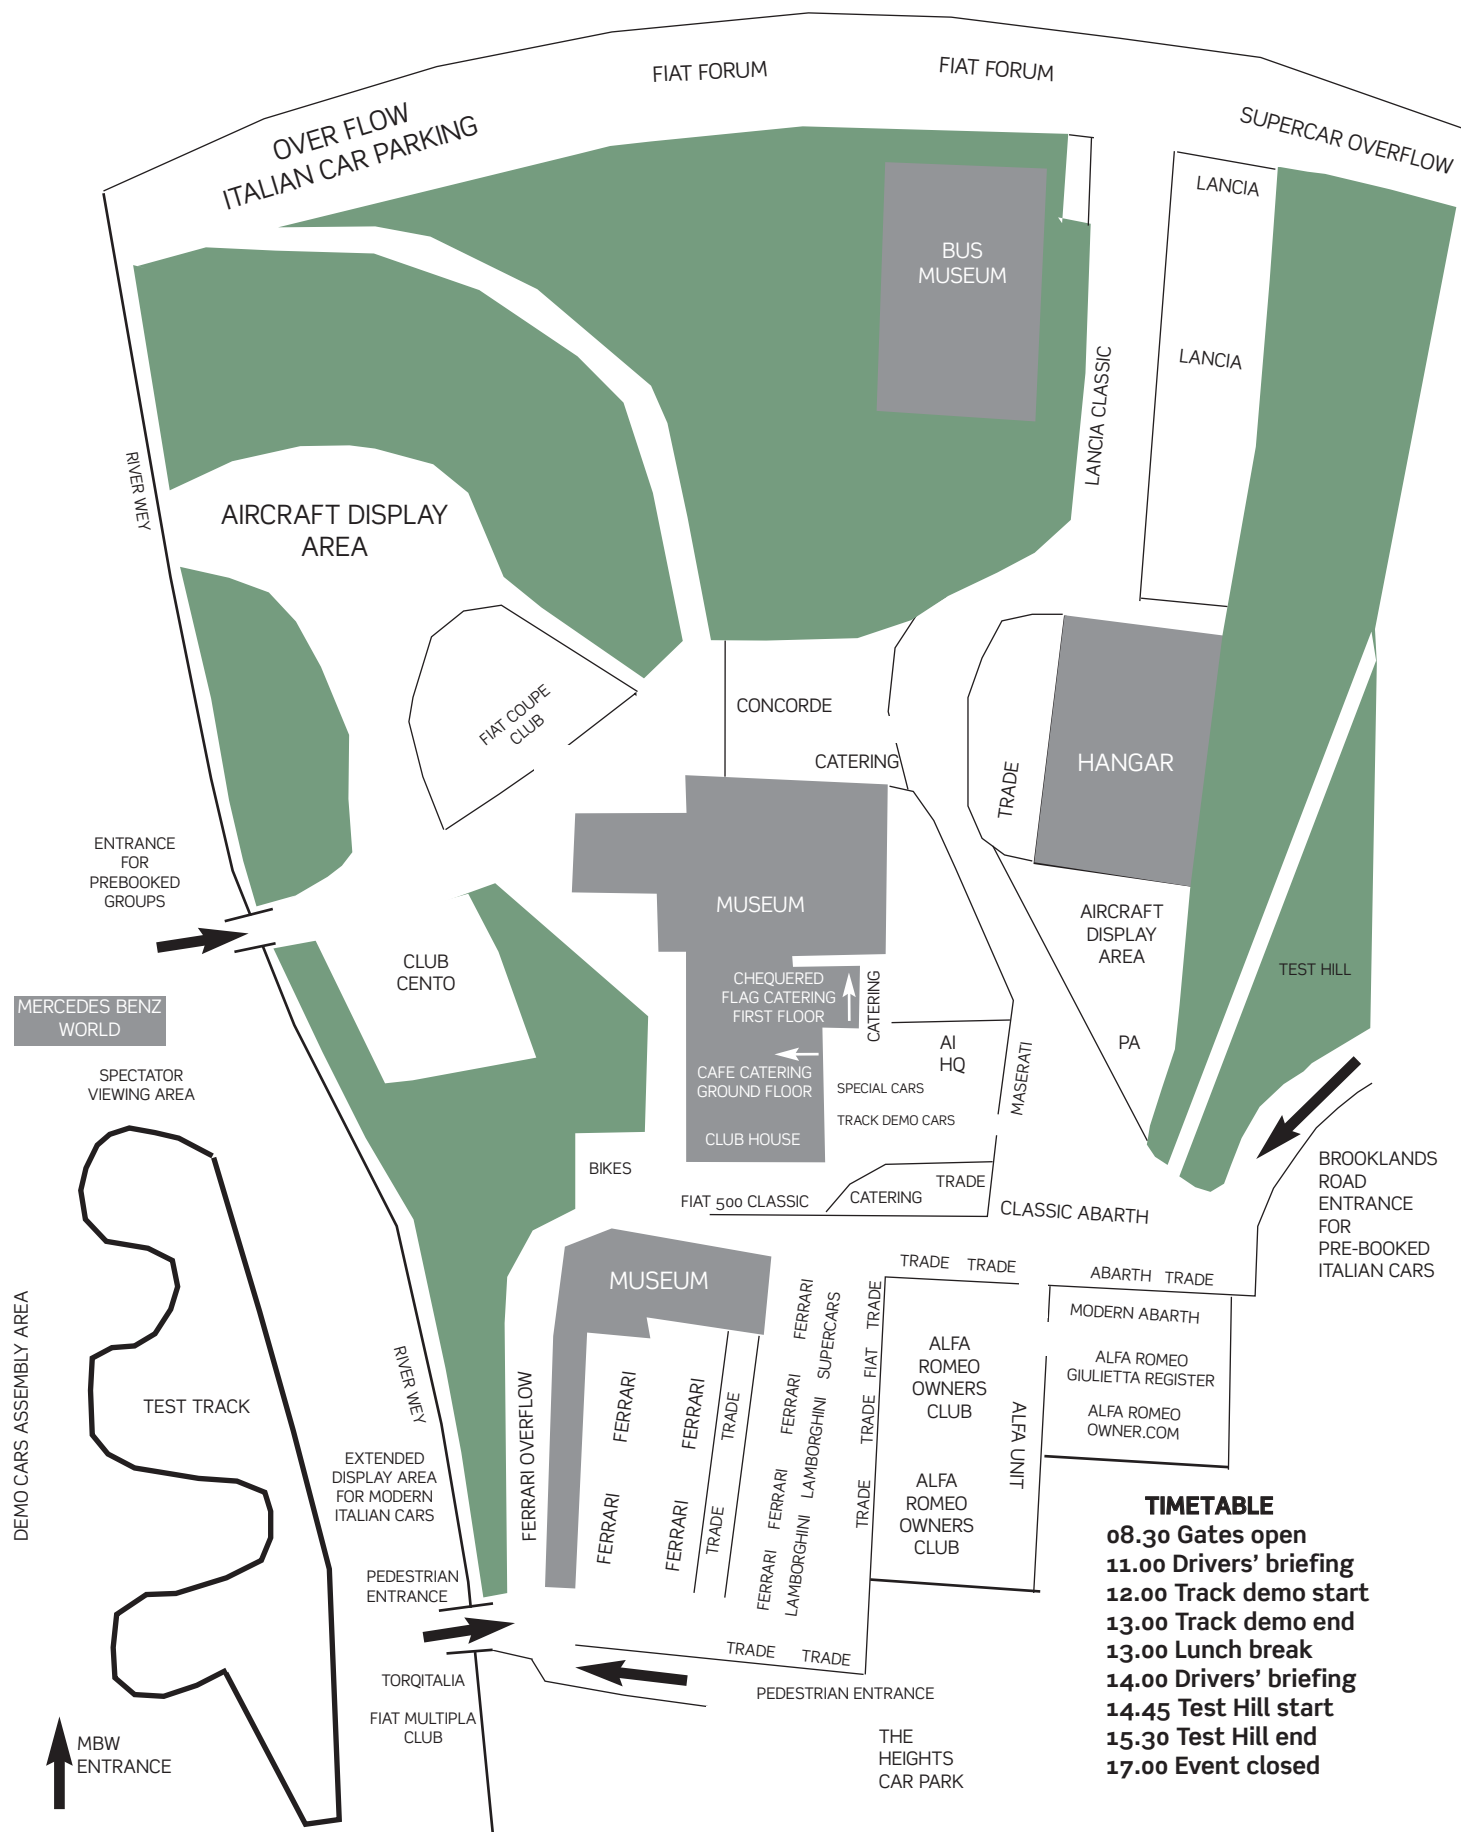 FIAT FORUM
FIAT FORUM
OVER FLOW
ITALIAN CAR PARKING
SUPERCAR OVERFLOW
LANCIA
BUS
MUSEUM
LANCIA
LANCIA CLASSIC
RIVER WEY
AIRCRAFT DISPLAY
AREA
FIAT COUPE
CLUB
CONCORDE
CATERING
TRADE
HANGAR
ENTRANCE
FOR
PREBOOKED
GROUPS
MUSEUM
AIRCRAFT
DISPLAY
AREA
CLUB
CENTO
TEST HILL
CHEQUERED
FLAG CATERING
FIRST FLOOR
CATERING
MERCEDES BENZ
WORLD
AI
HQ
PA
MASERATI
CAFE CATERING
GROUND FLOOR
SPECIAL CARS
TRACK DEMO CARS
SPECTATOR
VIEWING AREA
CLUB HOUSE
BIKES
TRADE
CATERING
FIAT 500 CLASSIC
CLASSIC ABARTH
BROOKLANDS
ROAD
ENTRANCE
FOR
PRE-BOOKED
ITALIAN CARS
MUSEUM
TRADE TRADE
ABARTH TRADE
MODERN ABARTH
ALFA ROMEO
GIULIETTA REGISTER
ALFA ROMEO
OWNER.COM
DEMO CARS ASSEMBLY AREA
TEST TRACK
RIVER WEY
FERRARI OVERFLOW
FERRARI
FERRARI
FERRARI
FERRARI
TRADE
TRADE
FERRARI FERRARI FERRARI FERRARI
LAMBORGHINI LAMBORGHINI SUPERCARS
TRADE TRADE FIAT TRADE
ALFA
ROMEO
OWNERS
CLUB
ALFA
ROMEO
OWNERS
CLUB
ALFA UNIT
EXTENDED
DISPLAY AREA
FOR MODERN
ITALIAN CARS
PEDESTRIAN
ENTRANCE
TRADE TRADE
PEDESTRIAN ENTRANCE
TORQITALIA
FIAT MULTIPLA
CLUB
MBW
ENTRANCE
THE
HEIGHTS
CAR PARK
TIMETABLE
08.30 Gates open
11.00 Drivers’ briefing
12.00 Track demo start
13.00 Track demo end
13.00 Lunch break
14.00 Drivers’ briefing
14.45 Test Hill start
15.30 Test Hill end
17.00 Event closed